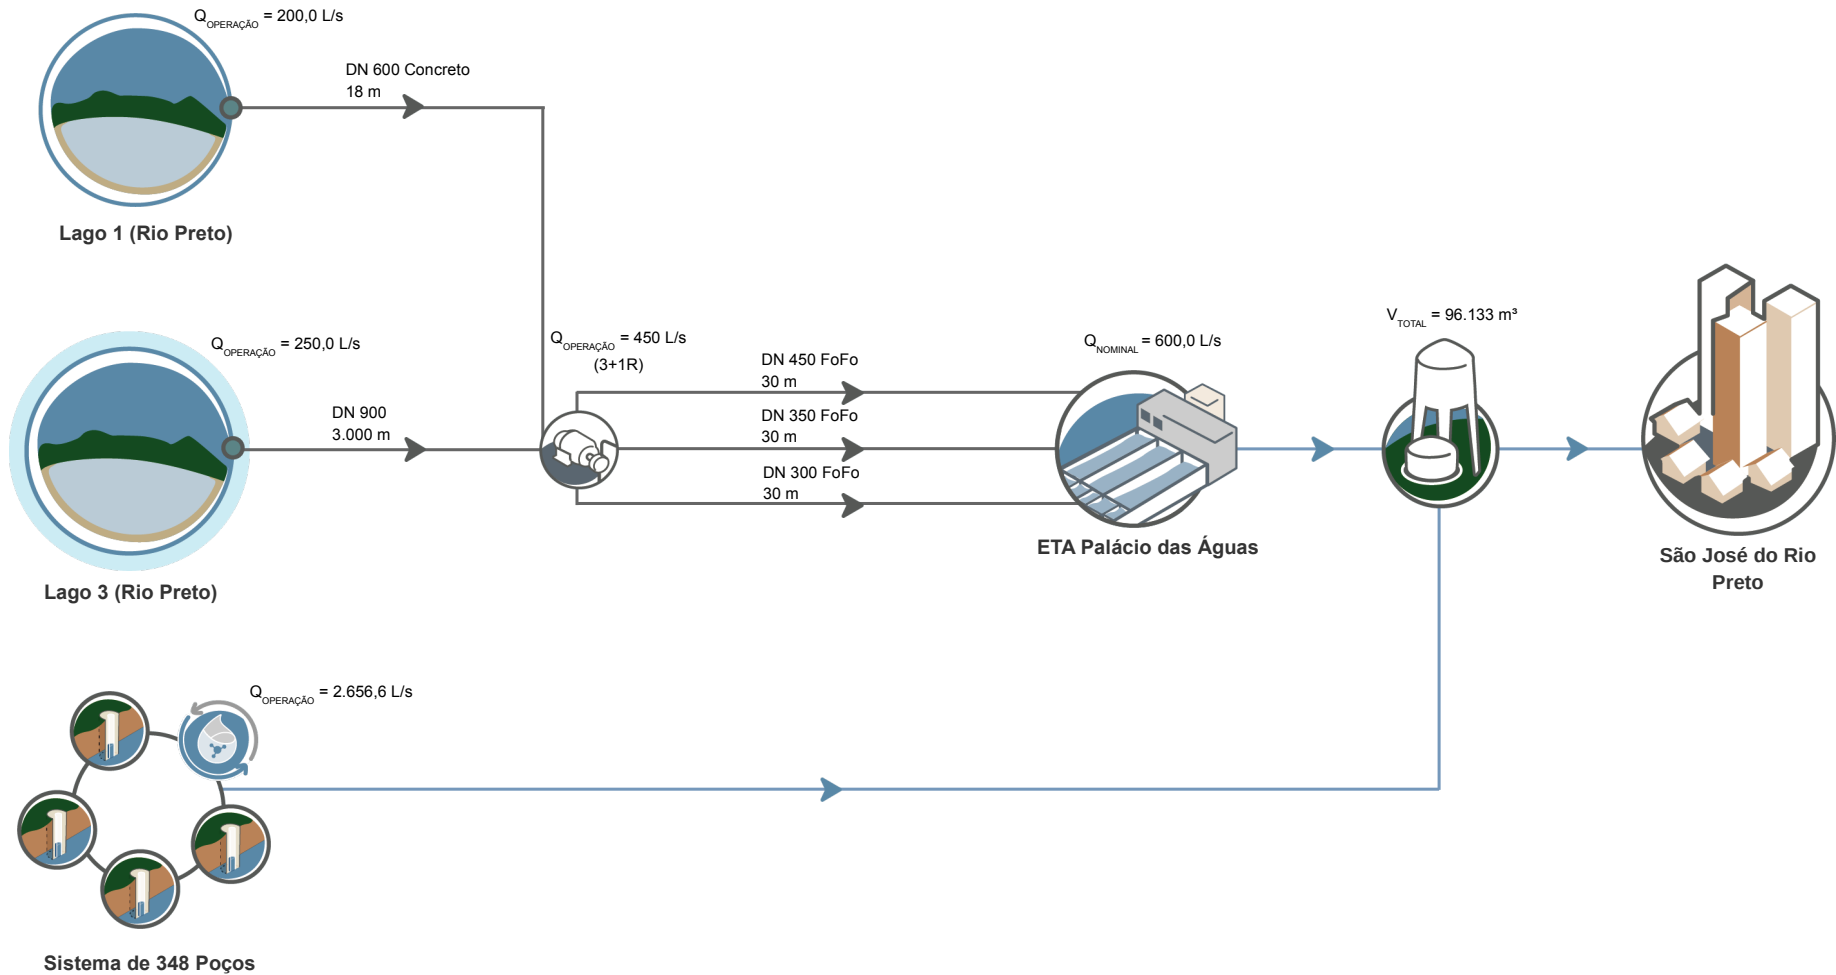 QOPERAÇÃO = 200,0 L/s
DN 600 Concreto
18 m
Lago 1 (Rio Preto)
QOPERAÇÃO = 250,0 L/s
DN 900
3.000 m
Lago 3 (Rio Preto)
QOPERAÇÃO = 450 L/s
(3+1R)
DN 450 FoFo
30 m
DN 350 FoFo
30 m
DN 300 FoFo
30 m
QNOMINAL = 600,0 L/s
ETA Palácio das Águas
VTOTAL = 96.133 m³
São José do Rio
Preto
QOPERAÇÃO = 2.656,6 L/s
Sistema de 348 Poços